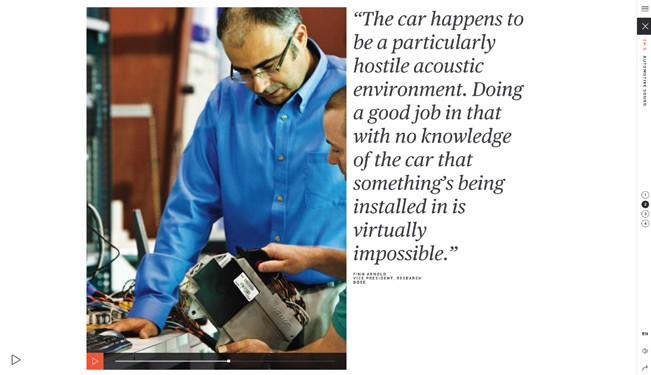 “The car happens to
be a particularly
hostile acoustic
environment. Doing
a good job in that
with no knowledge
of the car that
something’s being
installed in is
virtually
impossible.”
FINN ARNOLD
VICE PRESIDENT, RESEARCH
BOSE
AUTOMOTIVE SOUND
1
2
3
4
EN